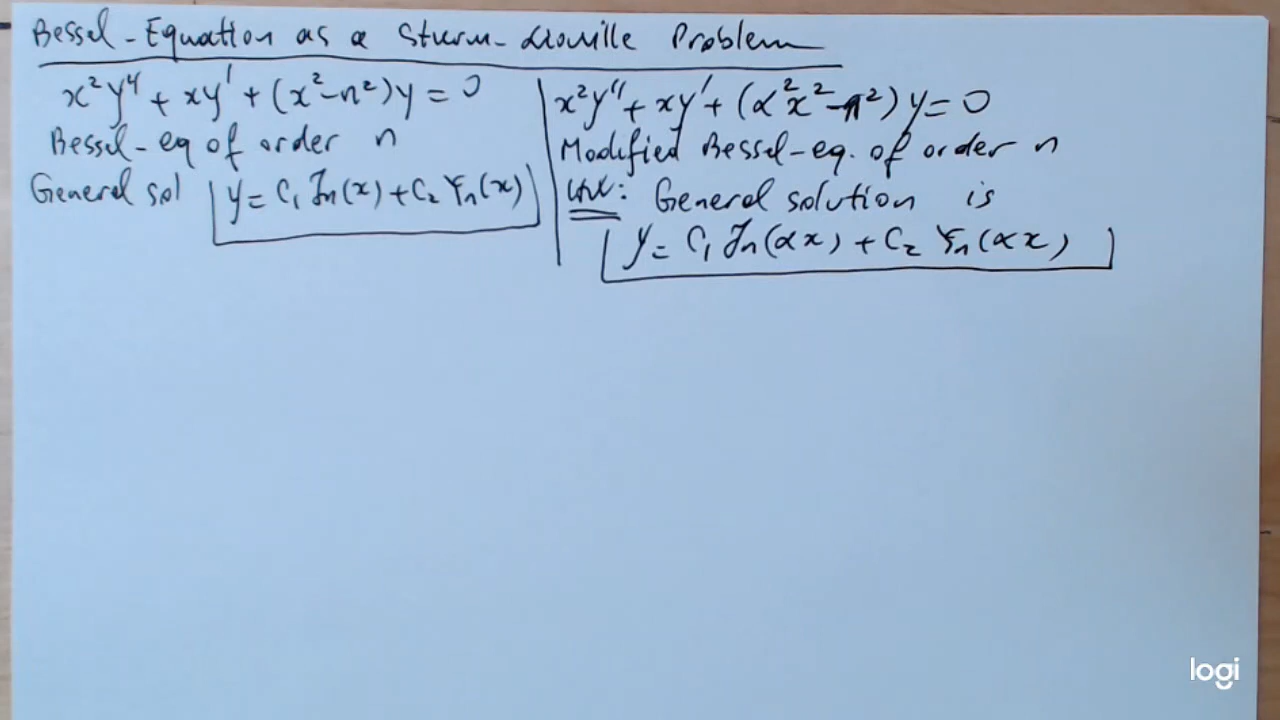 Bessel-Equation as a Sturm-Liouville Problem
x²y'' + xy' + (x²-n²)y = 0
Bessel-eq of order n
General sol y = C₁ Jn(x) + C₂ Yn(x)
x²y'' + xy' + (α²x²-n²)y = 0
Modified Bessel-eq. of order n
HW: General solution is
y = C₁ Jn(αx) + C₂ Yn(αx)
logi